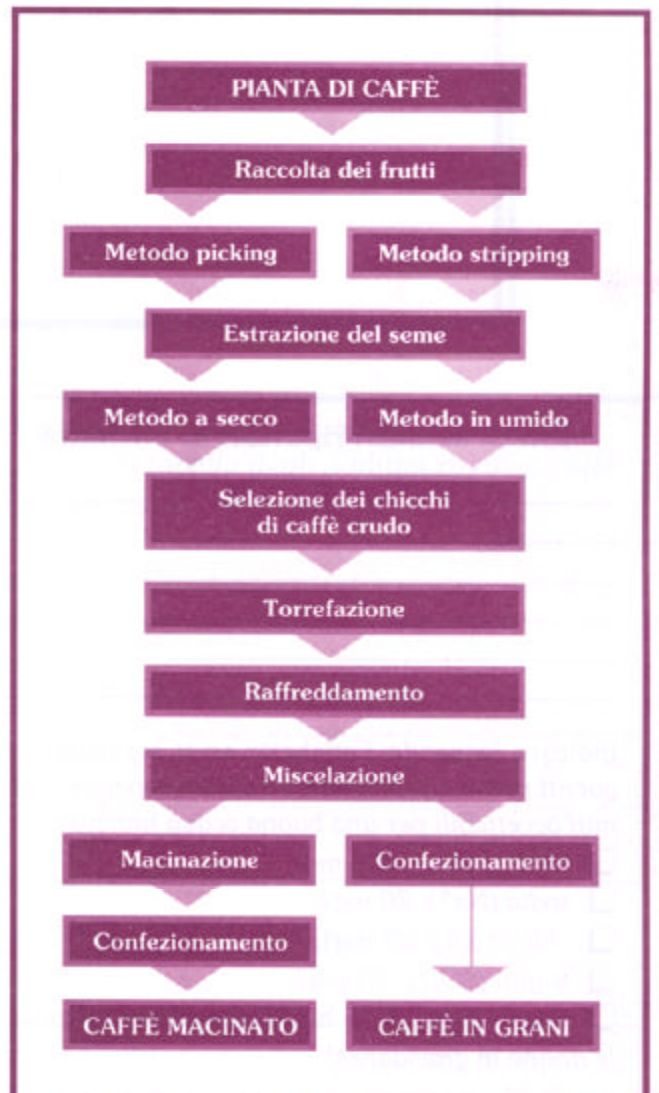 PIANTA DI CAFFÈ
Raccolta dei frutti
Metodo picking
Metodo stripping
Estrazione del seme
Metodo a secco
Metodo in umido
Selezione dei chicchi
di caffè crudo
Torrefazione
Raffreddamento
Miscelazione
Macinazione
Confezionamento
Confezionamento
CAFFÈ MACINATO
CAFFÈ IN GRANI